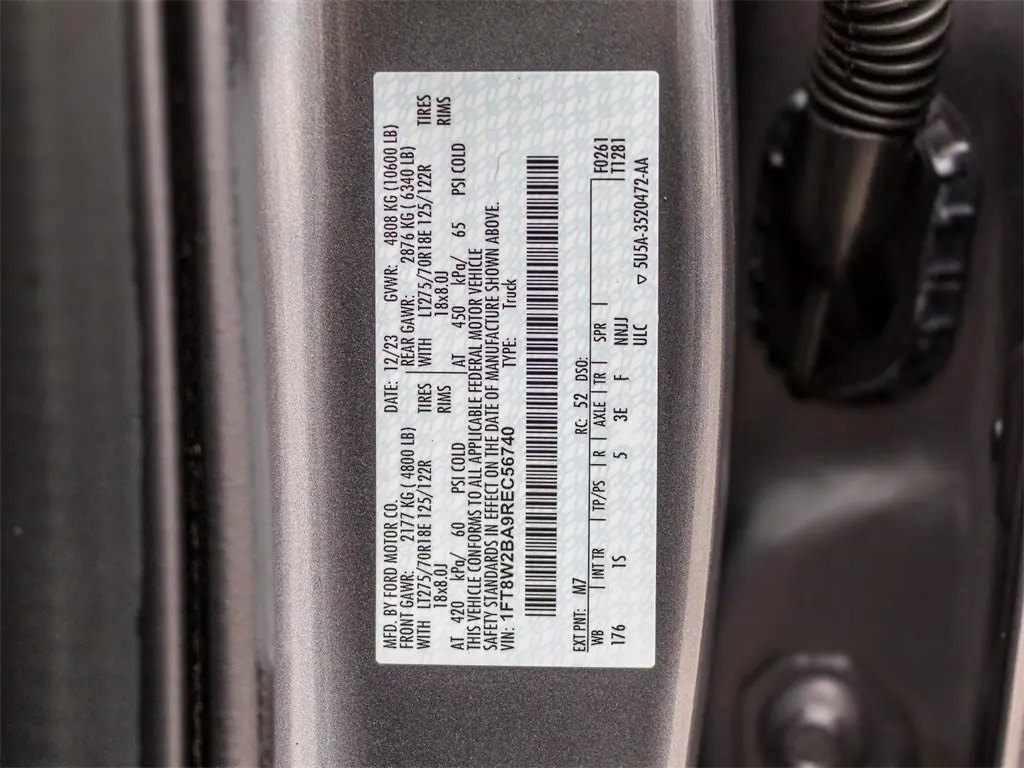 MFD. BY FORD MOTOR CO.
DATE: 12/23 GVWR: 4808 KG (10600 LB)
FRONT GAWR: 2177 KG ( 4800 LB)
REAR GAWR: 2876 KG ( 6340 LB)
WITH LT275/70R18E 125/122R TIRES
WITH LT275/70R18E 125/122R TIRES
18x8.0J RIMS
18x8.0J RIMS
AT 420 kPa/ 60 PSI COLD
AT 450 kPa/ 65 PSI COLD
THIS VEHICLE CONFORMS TO ALL APPLICABLE FEDERAL MOTOR VEHICLE
SAFETY STANDARDS IN EFFECT ON THE DATE OF MANUFACTURE SHOWN ABOVE.
VIN: 1FT8W2BA9REC56740 TYPE: Truck
EXT PNT: M7 RC: 52 DSO: F0261
WB INT TR TP/PS R AXLE TR SPR T1281
176 1S 5 3E F NNJJ
ULC 5U5A-3520472-AA